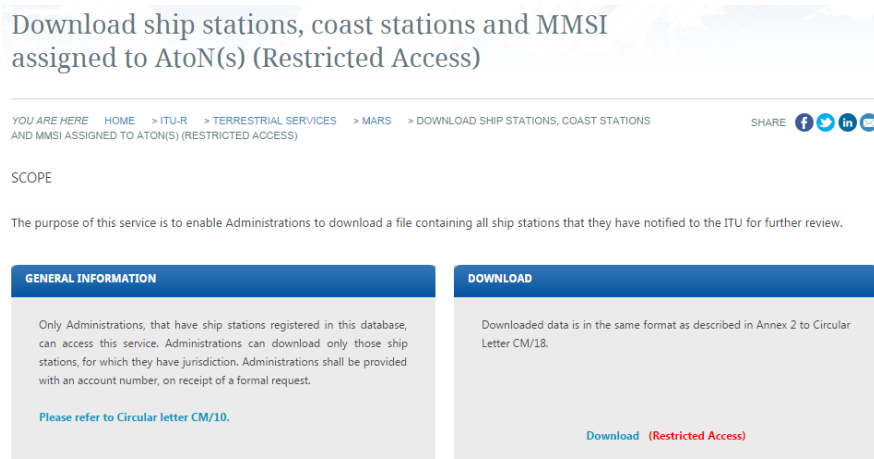 Download ship stations, coast stations and MMSI
assigned to AtoN(s) (Restricted Access)
YOU ARE HERE HOME > ITU-R > TERRESTRIAL SERVICES > MARS > DOWNLOAD SHIP STATIONS, COAST STATIONS
AND MMSI ASSIGNED TO ATON(S) (RESTRICTED ACCESS)
SHARE
SCOPE
The purpose of this service is to enable Administrations to download a file containing all ship stations that they have notified to the ITU for further review.
GENERAL INFORMATION
Only Administrations, that have ship stations registered in this database,
can access this service. Administrations can download only those ship
stations, for which they have jurisdiction. Administrations shall be provided
with an account number, on receipt of a formal request.
Please refer to Circular letter CM/10.
DOWNLOAD
Downloaded data is in the same format as described in Annex 2 to Circular
Letter CM/18.
Download (Restricted Access)